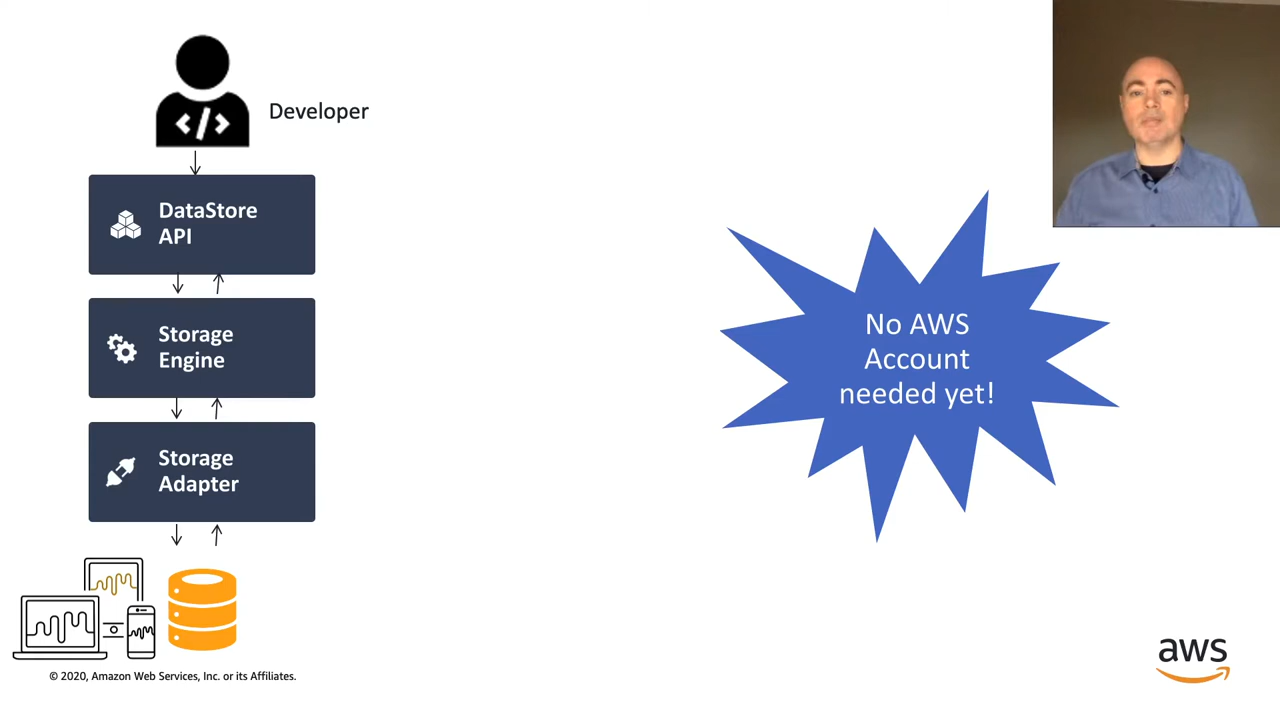 Developer
DataStore
API
Storage
Engine
Storage
Adapter
No AWS
Account
needed yet!
© 2020, Amazon Web Services, Inc. or its Affiliates.
aws